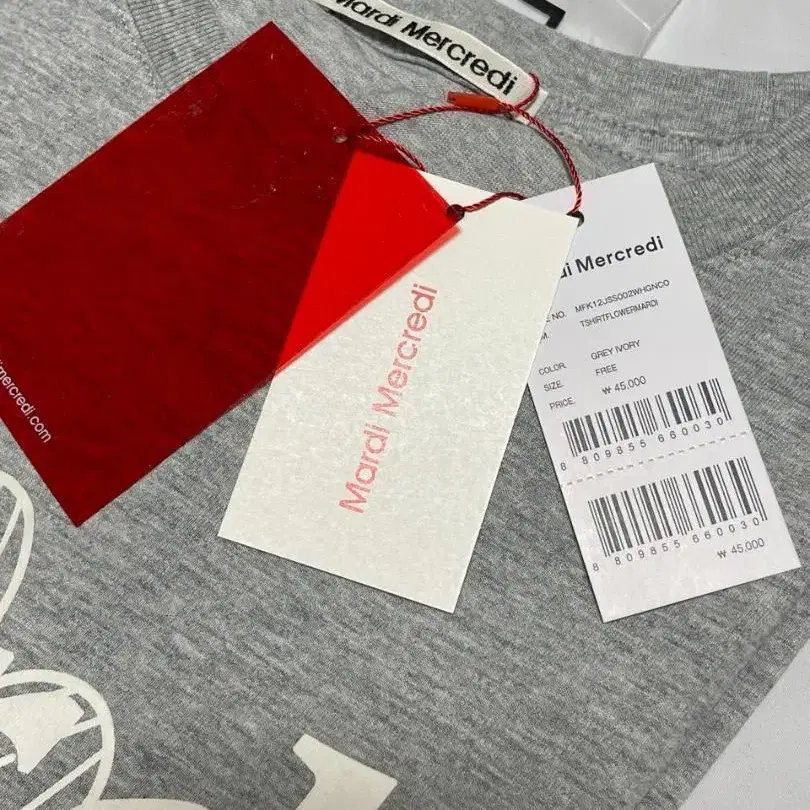 Mardi Mercredi
Mardi Mercredi
mercredi.com
Mardi Mercredi
NO. MFK12JSS002WHGNCO
TSHIRTFLOWERMARDI
COLOR. GREY IVORY
SIZE. FREE
PRICE. ₩ 45,000
8 809855 660030
8 809855 660030
₩ 45,000